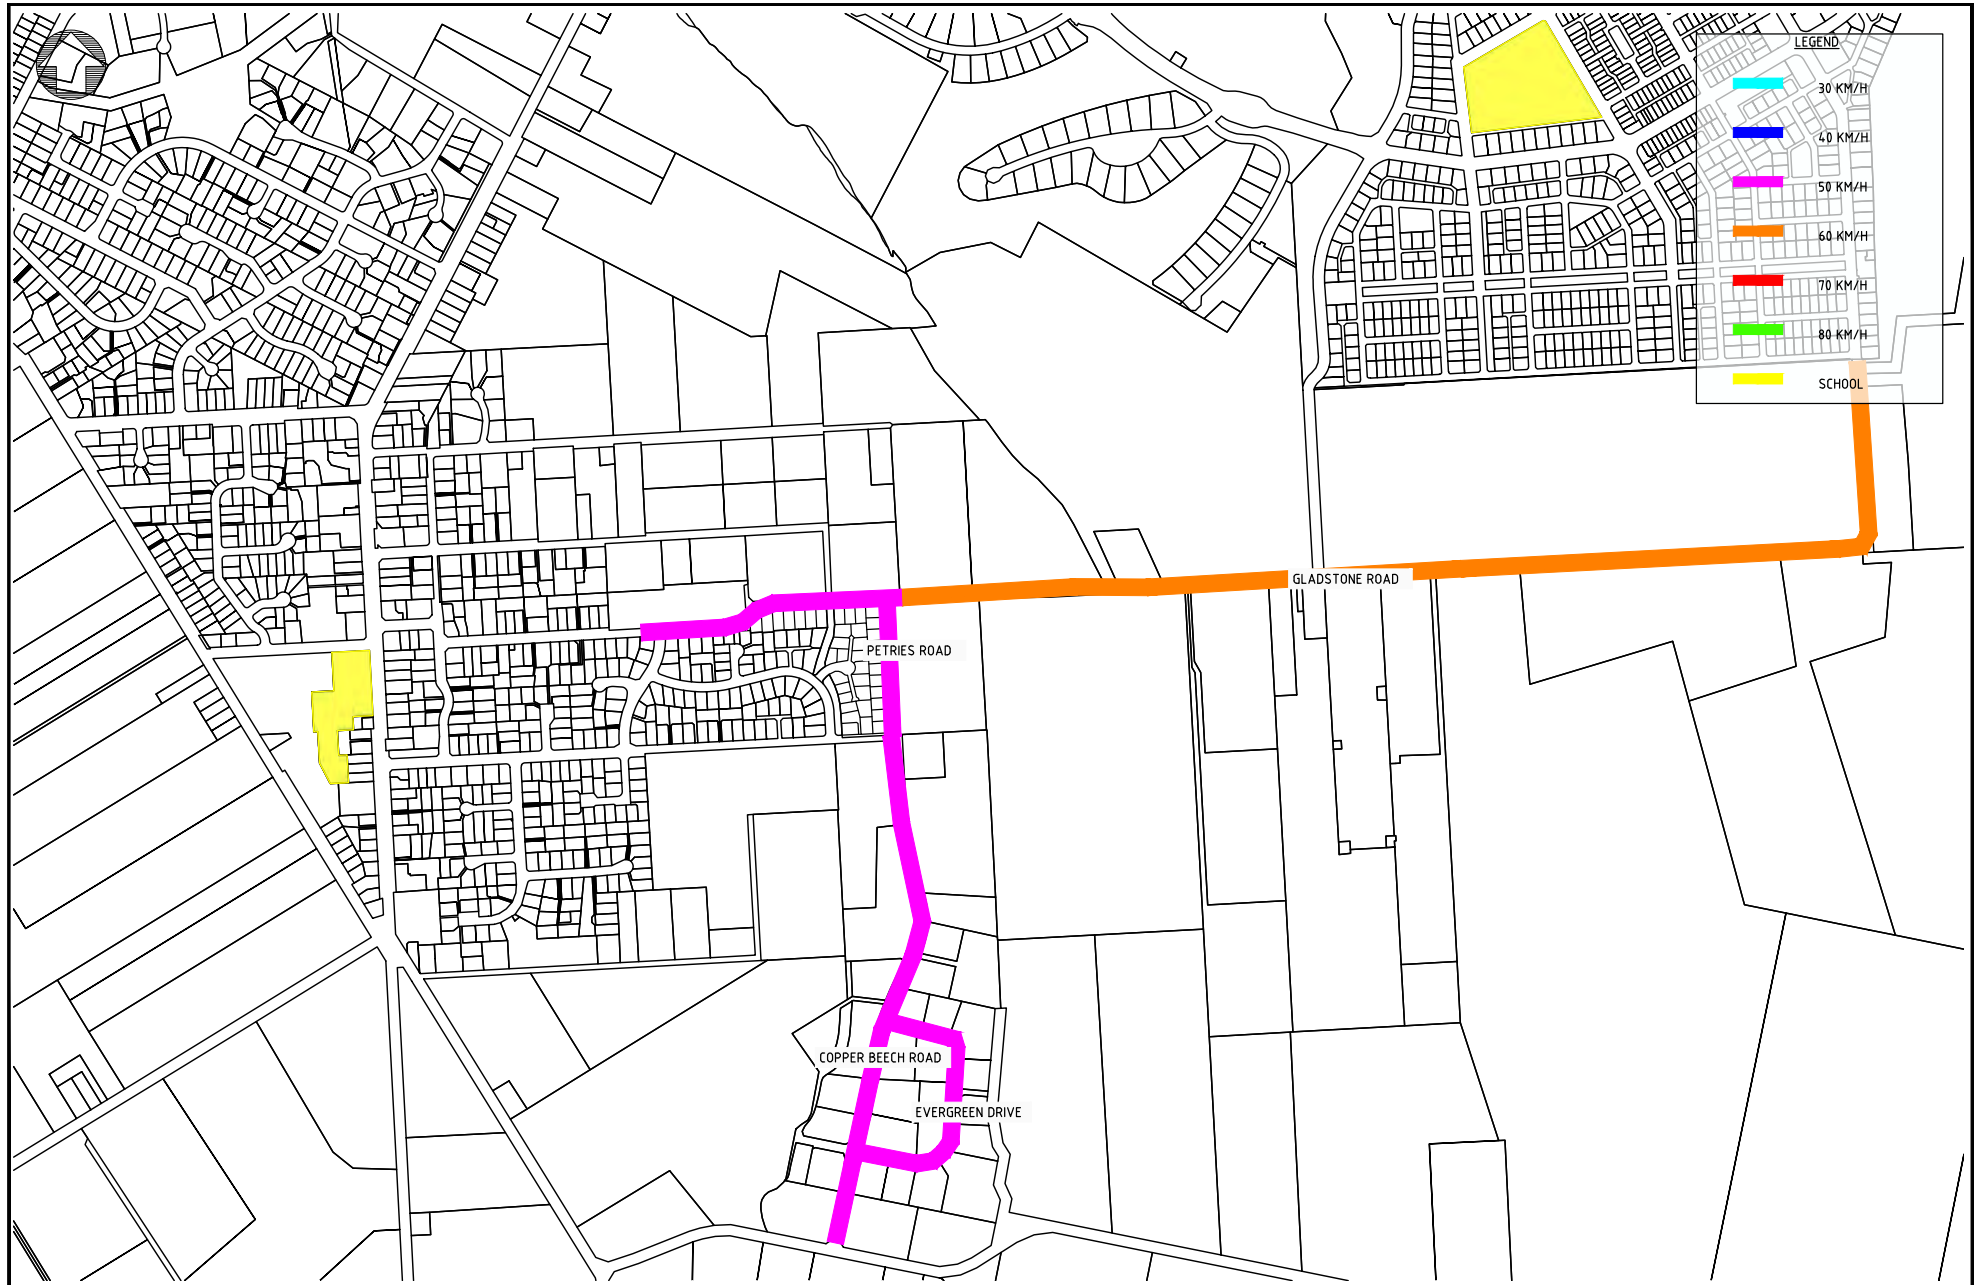 LEGEND
30 KM/H
40 KM/H
50 KM/H
60 KM/H
70 KM/H
80 KM/H
SCHOOL
GLADSTONE ROAD
PETRIES ROAD
COPPER BEECH ROAD
EVERGREEN DRIVE